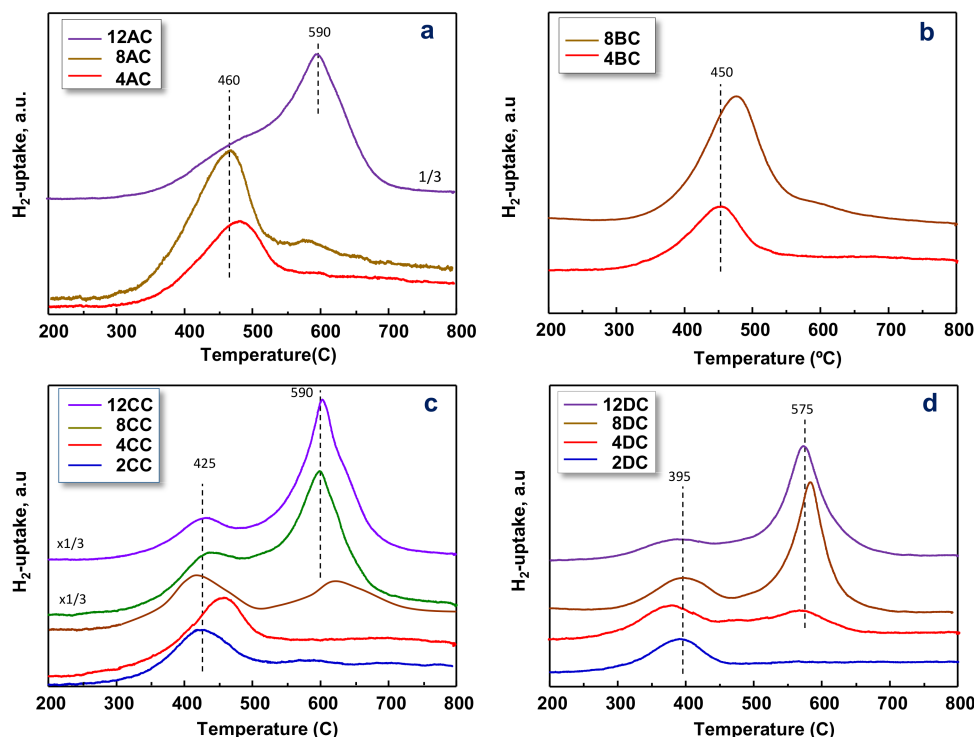 a
12AC
8AC
4AC
590
460
1/3
H2-uptake, a.u.
200 300 400 500 600 700 800
Temperature(C)
b
8BC
4BC
450
H2-uptake, a.u
200 300 400 500 600 700 800
Temperature (ºC)
c
12CC
8CC
4CC
2CC
590
425
x1/3
x1/3
H2-uptake, a.u
200 300 400 500 600 700 800
Temperature (C)
d
12DC
8DC
4DC
2DC
575
395
H2-uptake, a.u
200 300 400 500 600 700 800
Temperature (C)